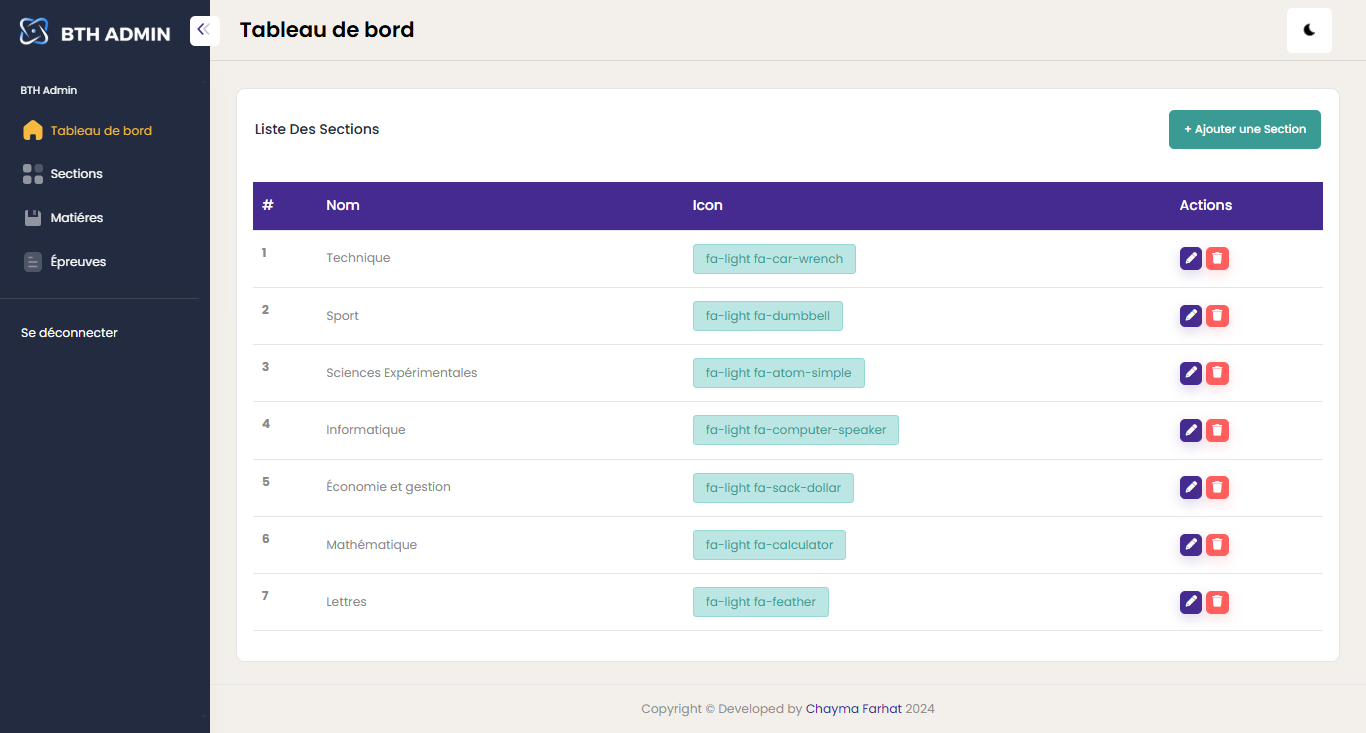 BTH ADMIN
Tableau de bord
BTH Admin
Tableau de bord
Sections
Matiéres
Épreuves
Se déconnecter
Liste Des Sections
+ Ajouter une Section
# Nom Icon Actions
1 Technique fa-light fa-car-wrench
2 Sport fa-light fa-dumbbell
3 Sciences Expérimentales fa-light fa-atom-simple
4 Informatique fa-light fa-computer-speaker
5 Économie et gestion fa-light fa-sack-dollar
6 Mathématique fa-light fa-calculator
7 Lettres fa-light fa-feather
Copyright © Developed by Chayma Farhat 2024